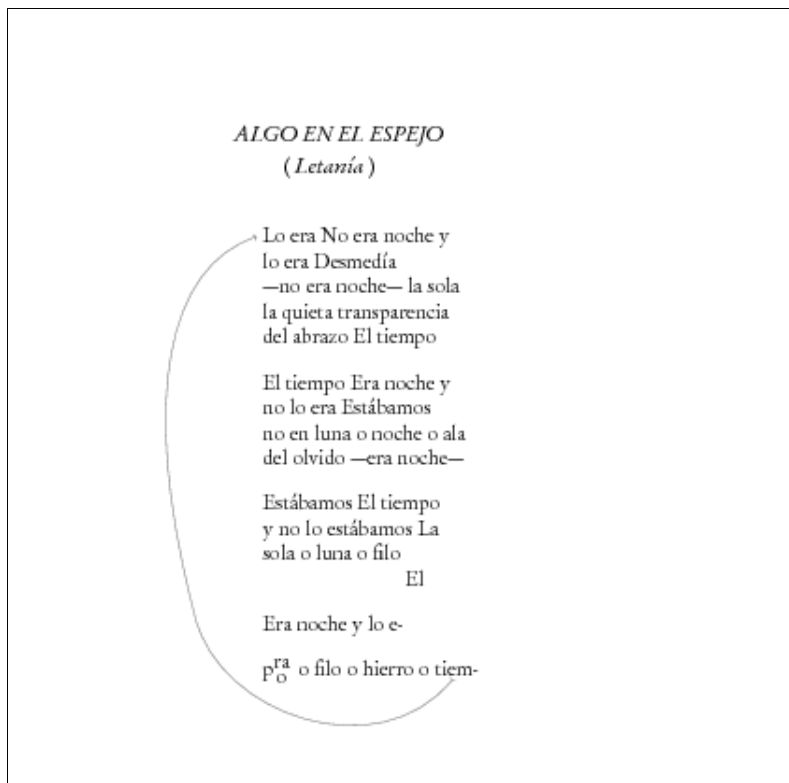 ALGO EN EL ESPEJO
(Letanía)
Lo era No era noche y
lo era Desmedía
—no era noche— la sola
la quieta transparencia
del abrazo El tiempo
El tiempo Era noche y
no lo era Estábamos
no en luna o noche o ala
del olvido —era noche—
Estábamos El tiempo
y no lo estábamos La
sola o luna o filo
El
Era noche y lo e-
p ra o o filo o hierro o tiem-